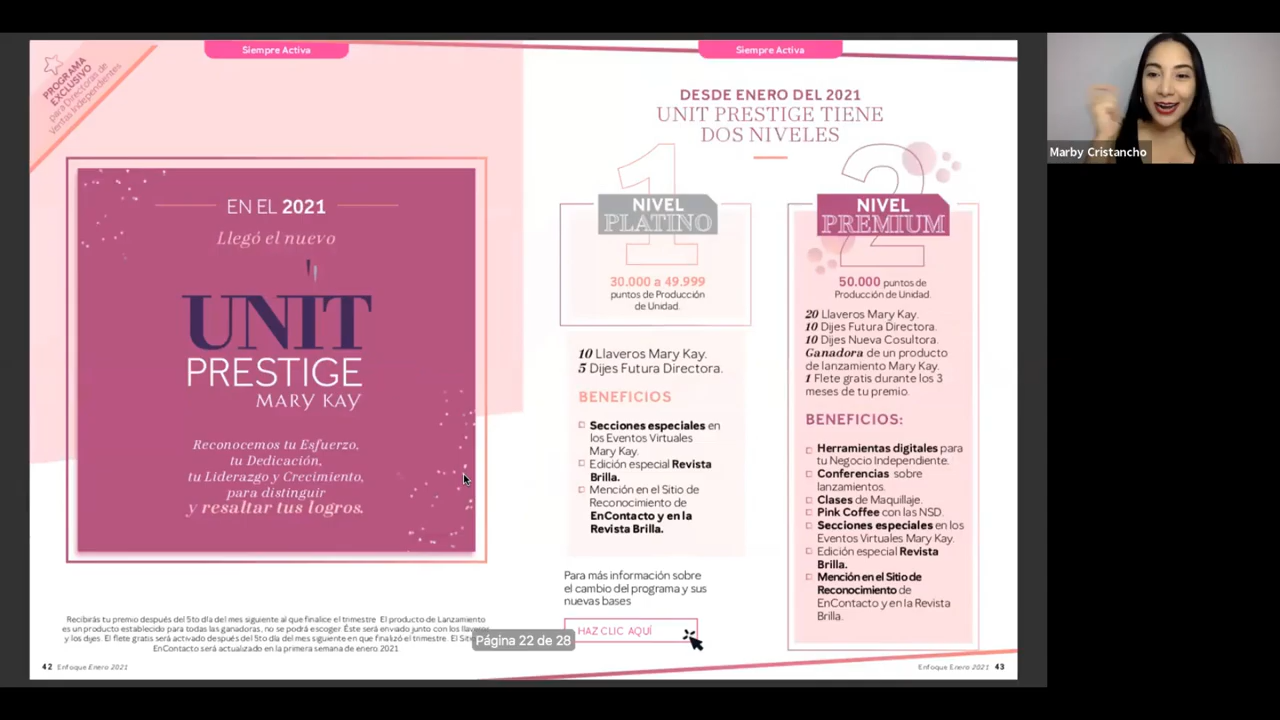 Siempre Activa
PROGRAMA
EXCLUSIVO
para Directoras de
Ventas Independientes
EN EL 2021
Llegó el nuevo
UNIT
PRESTIGE
MARY KAY
Reconocemos tu Esfuerzo,
tu Dedicación,
tu Liderazgo y Crecimiento,
para distinguir
y resaltar tus logros.
Recibirás tu premio después del 5to día del mes siguiente al que finalice el trimestre. El producto de Lanzamiento
es un producto establecido para todas las ganadoras, no se podrá escoger. Éste será enviado junto con los llaveros
y los dijes. El flete gratis será activado después del 5to día del mes siguiente en que finalizó el trimestre. El
EnContacto será actualizado en la primera semana de enero 2021
42 Enfoque Enero 2021
Siempre Activa
DESDE ENERO DEL 2021
UNIT PRESTIGE TIENE
DOS NIVELES
1
NIVEL
PLATINO
30.000 a 49.999
puntos de Producción
de Unidad.
10 Llaveros Mary Kay.
5 Dijes Futura Directora.
BENEFICIOS
Secciones especiales en
los Eventos Virtuales
Mary Kay.
Edición especial Revista
Brilla.
Mención en el Sitio de
Reconocimiento de
EnContacto y en la
Revista Brilla.
Para más información sobre
el cambio del programa y sus
nuevas bases
HAZ CLIC AQUÍ
Página 22 de 28
2
NIVEL
PREMIUM
50.000 puntos de
Producción de Unidad.
20 Llaveros Mary Kay.
10 Dijes Futura Directora.
10 Dijes Nueva Cosultora.
Ganadora de un producto
de lanzamiento Mary Kay.
1 Flete gratis durante los 3
meses de tu premio.
BENEFICIOS:
Herramientas digitales para
tu Negocio Independiente.
Conferencias sobre
lanzamientos.
Clases de Maquillaje.
Pink Coffee con las NSD.
Secciones especiales en los
Eventos Virtuales Mary Kay.
Edición especial Revista
Brilla.
Mención en el Sitio de
Reconocimiento de
EnContacto y en la Revista
Brilla.
Enfoque Enero 2021 43
Marby Cristancho